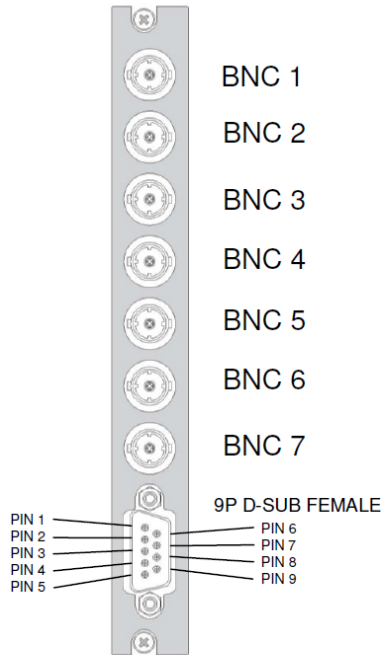 BNC 1
BNC 2
BNC 3
BNC 4
BNC 5
BNC 6
BNC 7
9P D-SUB FEMALE
PIN 1
PIN 2
PIN 3
PIN 4
PIN 5
PIN 6
PIN 7
PIN 8
PIN 9